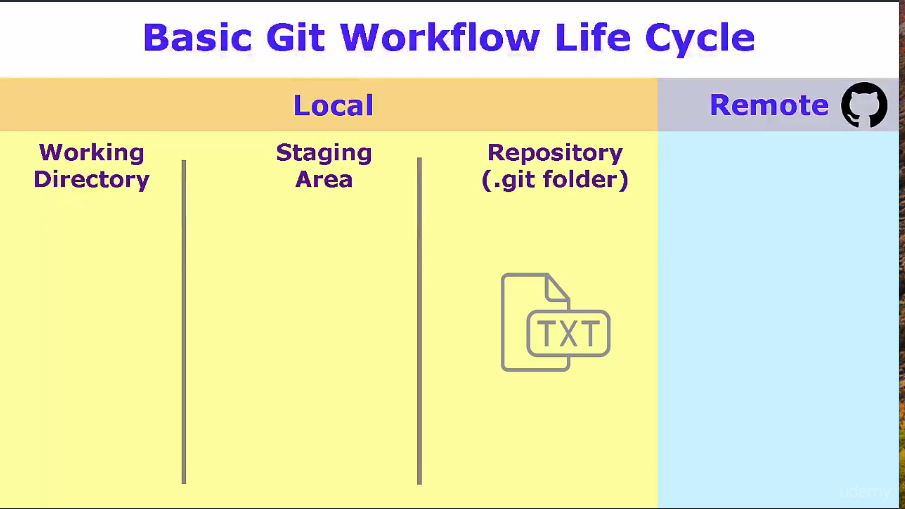 Basic Git Workflow Life Cycle
Local
Remote
Working
Directory
Staging
Area
Repository
(.git folder)
TXT
udemy